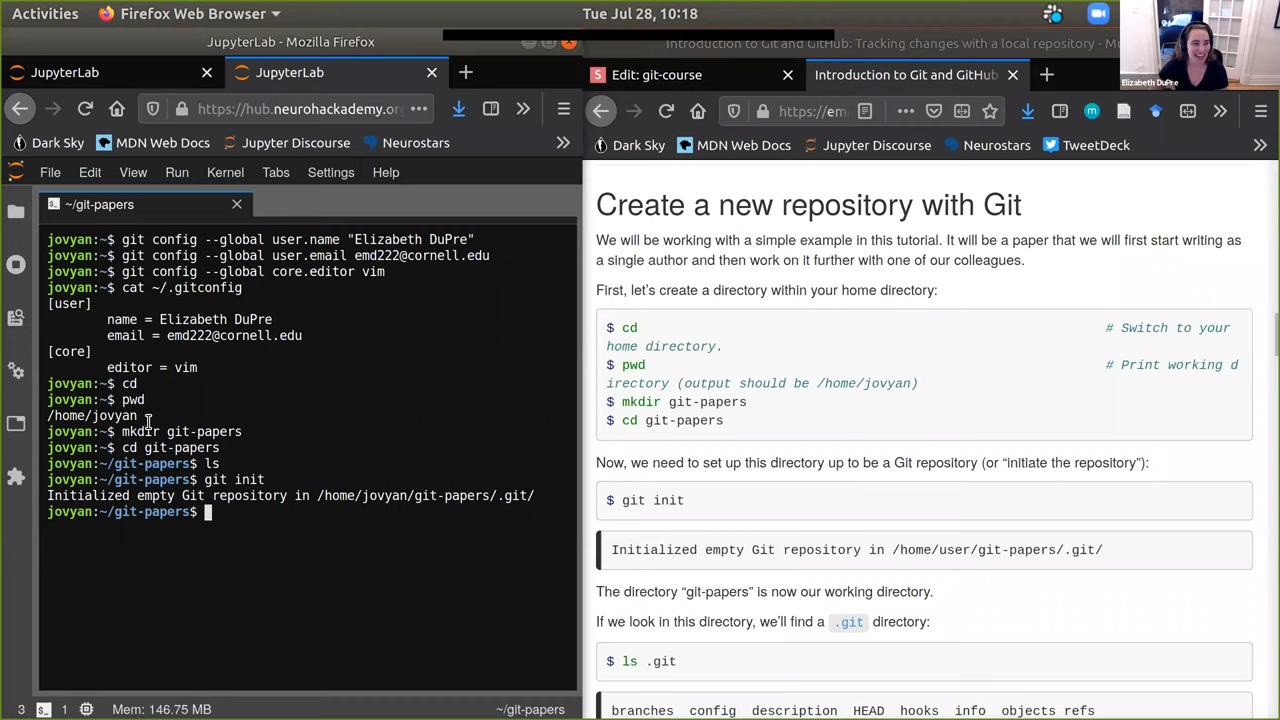 Activities
Firefox Web Browser
Tue Jul 28, 10:18
Elizabeth DuPre
JupyterLab - Mozilla Firefox
JupyterLab
JupyterLab
https://hub.neurohackademy.or
Dark Sky
MDN Web Docs
Jupyter Discourse
Neurostars
File Edit View Run Kernel Tabs Settings Help
~/git-papers
jovyan:~$ git config --global user.name "Elizabeth DuPre"
jovyan:~$ git config --global user.email emd222@cornell.edu
jovyan:~$ git config --global core.editor vim
jovyan:~$ cat ~/.gitconfig
[user]
name = Elizabeth DuPre
email = emd222@cornell.edu
[core]
editor = vim
jovyan:~$ cd
jovyan:~$ pwd
/home/jovyan
jovyan:~$ mkdir git-papers
jovyan:~$ cd git-papers
jovyan:~/git-papers$ ls
jovyan:~/git-papers$ git init
Initialized empty Git repository in /home/jovyan/git-papers/.git/
jovyan:~/git-papers$
3 $_ 1 Mem: 146.75 MB ~/git-papers
Introduction to Git and GitHub: Tracking changes with a local repository - Mo
Edit: git-course
Introduction to Git and GitHub
https://em
Dark Sky
MDN Web Docs
Jupyter Discourse
Neurostars
TweetDeck
Create a new repository with Git
We will be working with a simple example in this tutorial. It will be a paper that we will first start writing as
a single author and then work on it further with one of our colleagues.
First, let’s create a directory within your home directory:
$ cd # Switch to your
home directory.
$ pwd # Print working d
irectory (output should be /home/jovyan)
$ mkdir git-papers
$ cd git-papers
Now, we need to set up this directory up to be a Git repository (or “initiate the repository”):
$ git init
Initialized empty Git repository in /home/user/git-papers/.git/
The directory “git-papers” is now our working directory.
If we look in this directory, we’ll find a .git directory:
$ ls .git
branches config description HEAD hooks info objects refs